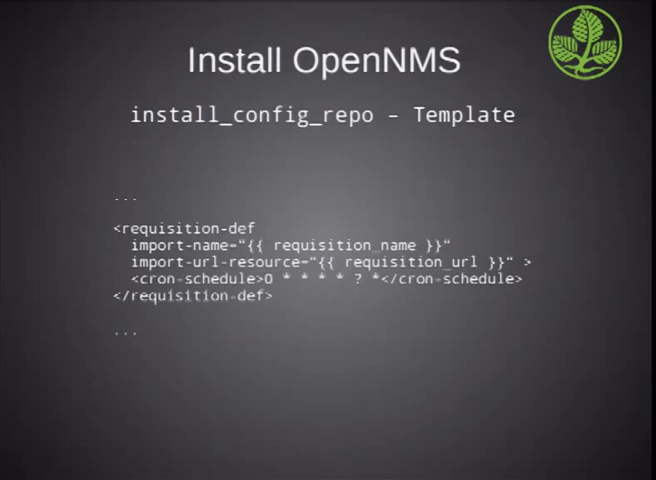 Install OpenNMS
install_config_repo – Template
...
<requisition-def
import-name="{{ requisition_name }}"
import-url-resource="{{ requisition_url }}" >
<cron-schedule>0 * * * * ? *</cron-schedule>
</requisition-def>
...